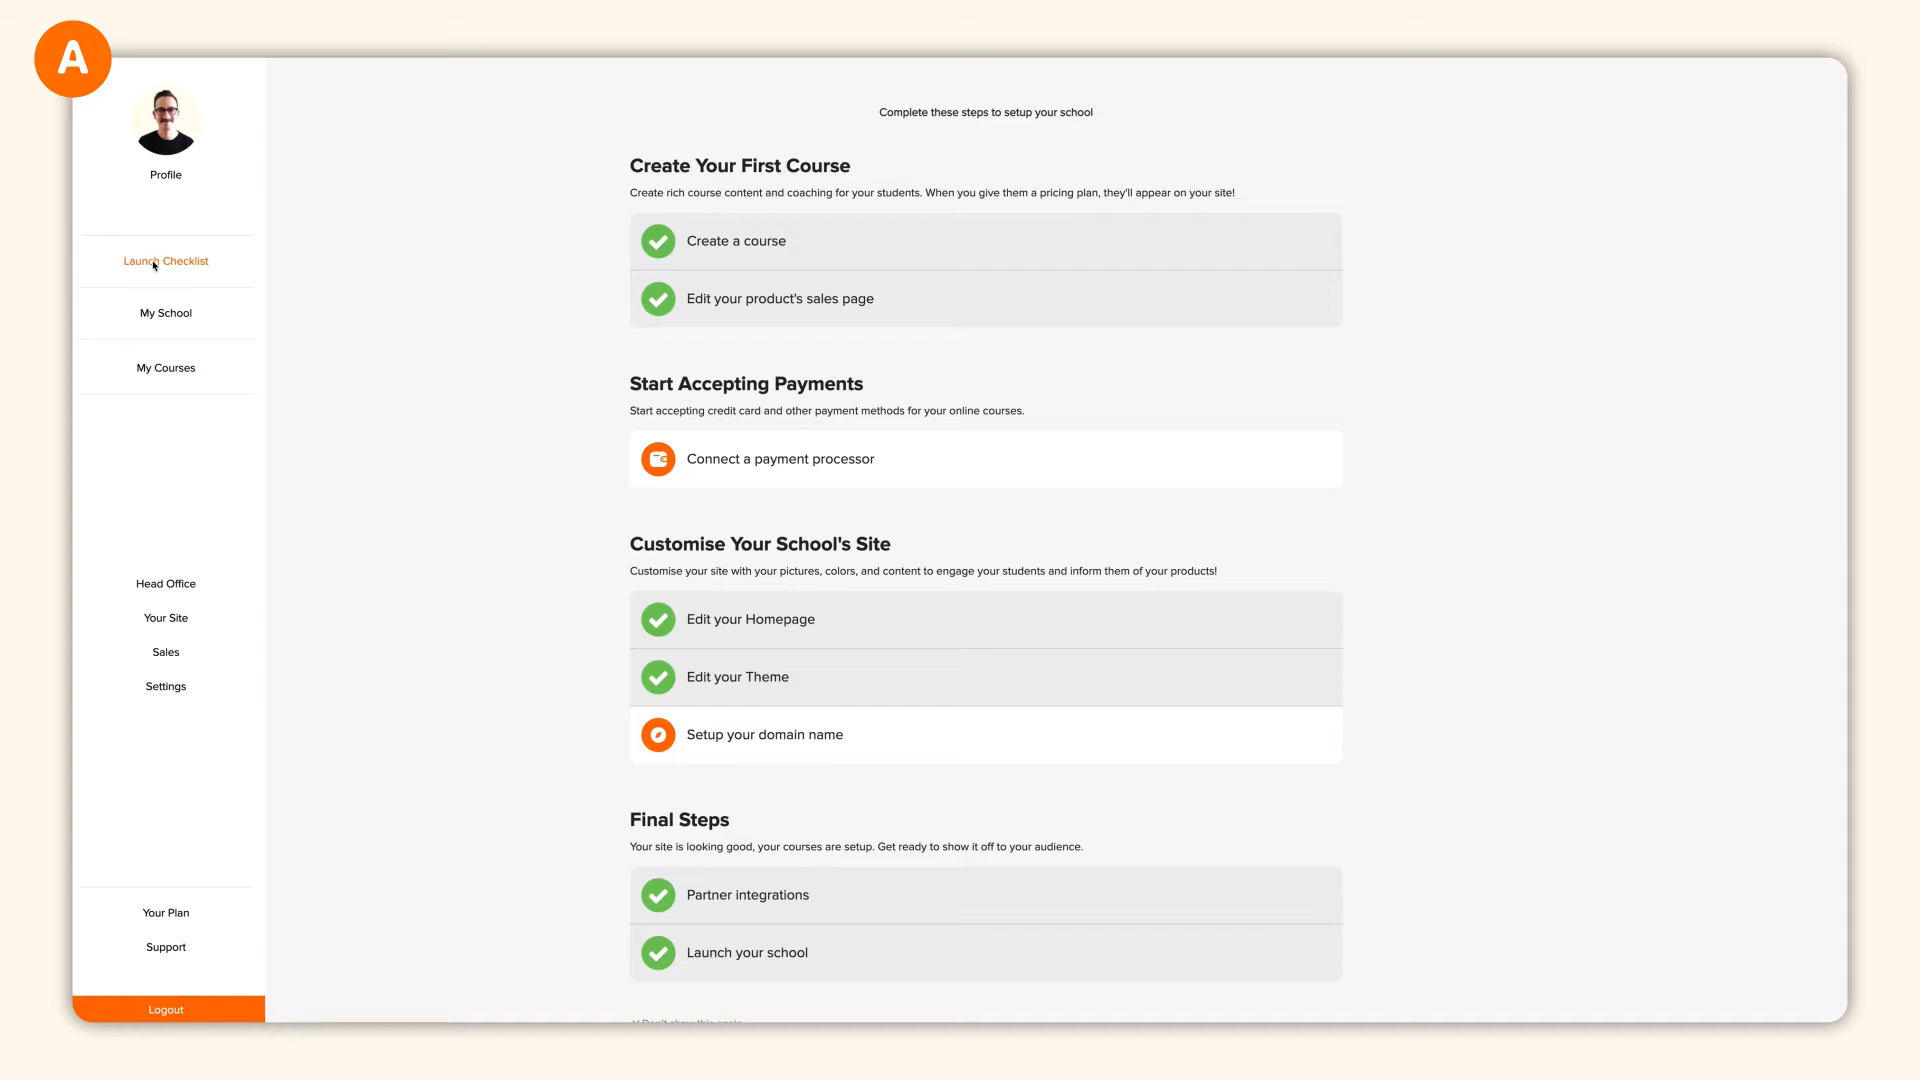 A
Profile
Launch Checklist
My School
My Courses
Head Office
Your Site
Sales
Settings
Your Plan
Support
Logout
Complete these steps to setup your school
Create Your First Course
Create rich course content and coaching for your students. When you give them a pricing plan, they'll appear on your site!
Create a course
Edit your product's sales page
Start Accepting Payments
Start accepting credit card and other payment methods for your online courses.
Connect a payment processor
Customise Your School's Site
Customise your site with your pictures, colors, and content to engage your students and inform them of your products!
Edit your Homepage
Edit your Theme
Setup your domain name
Final Steps
Your site is looking good, your courses are setup. Get ready to show it off to your audience.
Partner integrations
Launch your school
Don't show this again